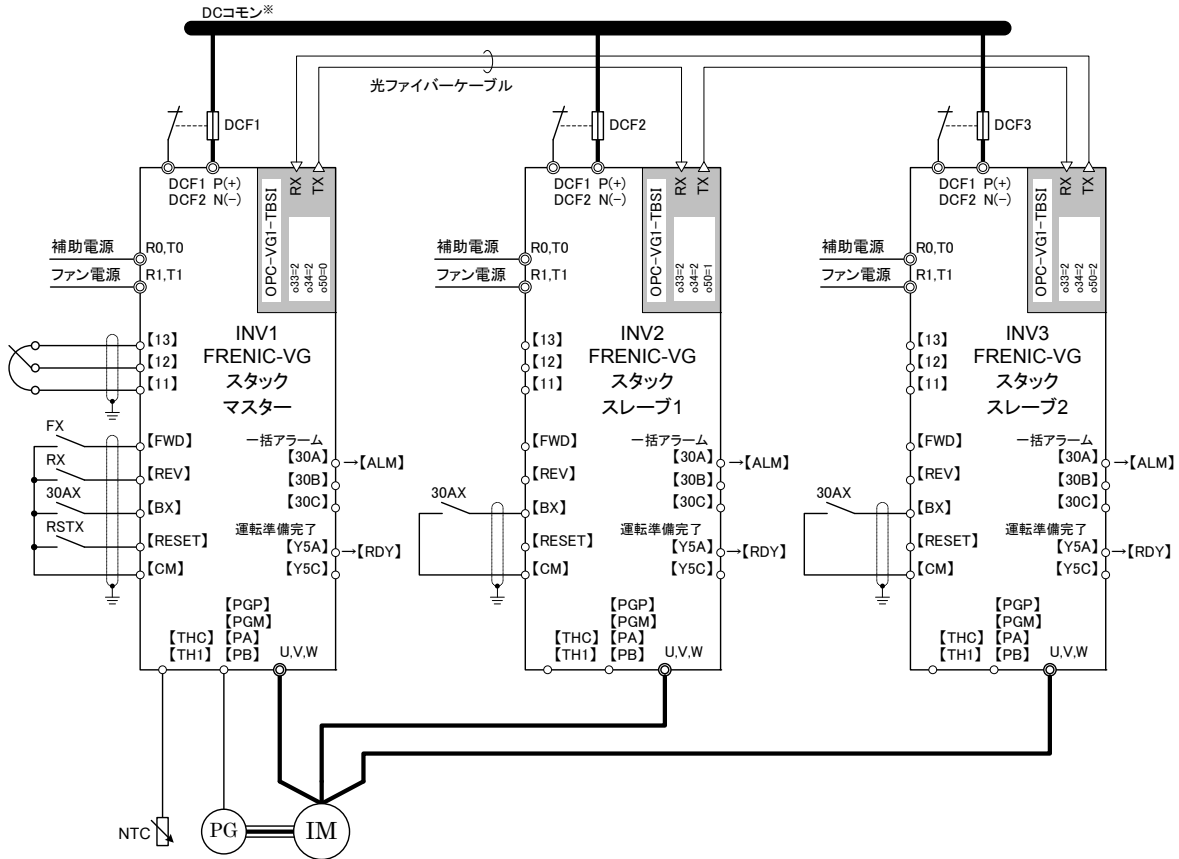 DCコモン※
光ファイバーケーブル
DCF1
DCF1 P(+)
DCF2 N(-)
RX
TX
OPC-VG1-TBSI
o33=2
o34=2
o50=0
補助電源
R0,T0
ファン電源
R1,T1
【13】
【12】
【11】
INV1
FRENIC-VG
スタック
マスター
FX
【FWD】
RX
【REV】
30AX
【BX】
RSTX
【RESET】
【CM】
一括アラーム
【30A】
→【ALM】
【30B】
【30C】
運転準備完了
【Y5A】
→【RDY】
【Y5C】
【PGP】
【PGM】
【THC】
【PA】
【TH1】
【PB】
U,V,W
DCF2
DCF1 P(+)
DCF2 N(-)
RX
TX
OPC-VG1-TBSI
o33=2
o34=2
o50=1
補助電源
R0,T0
ファン電源
R1,T1
【13】
【12】
【11】
INV2
FRENIC-VG
スタック
スレーブ1
【FWD】
【REV】
30AX
【BX】
【RESET】
【CM】
一括アラーム
【30A】
→【ALM】
【30B】
【30C】
運転準備完了
【Y5A】
→【RDY】
【Y5C】
【PGP】
【PGM】
【THC】
【PA】
【TH1】
【PB】
U,V,W
DCF3
DCF1 P(+)
DCF2 N(-)
RX
TX
OPC-VG1-TBSI
o33=2
o34=2
o50=2
補助電源
R0,T0
ファン電源
R1,T1
【13】
【12】
【11】
INV3
FRENIC-VG
スタック
スレーブ2
【FWD】
【REV】
30AX
【BX】
【RESET】
【CM】
一括アラーム
【30A】
→【ALM】
【30B】
【30C】
運転準備完了
【Y5A】
→【RDY】
【Y5C】
【PGP】
【PGM】
【THC】
【PA】
【TH1】
【PB】
U,V,W
NTC
PG
IM